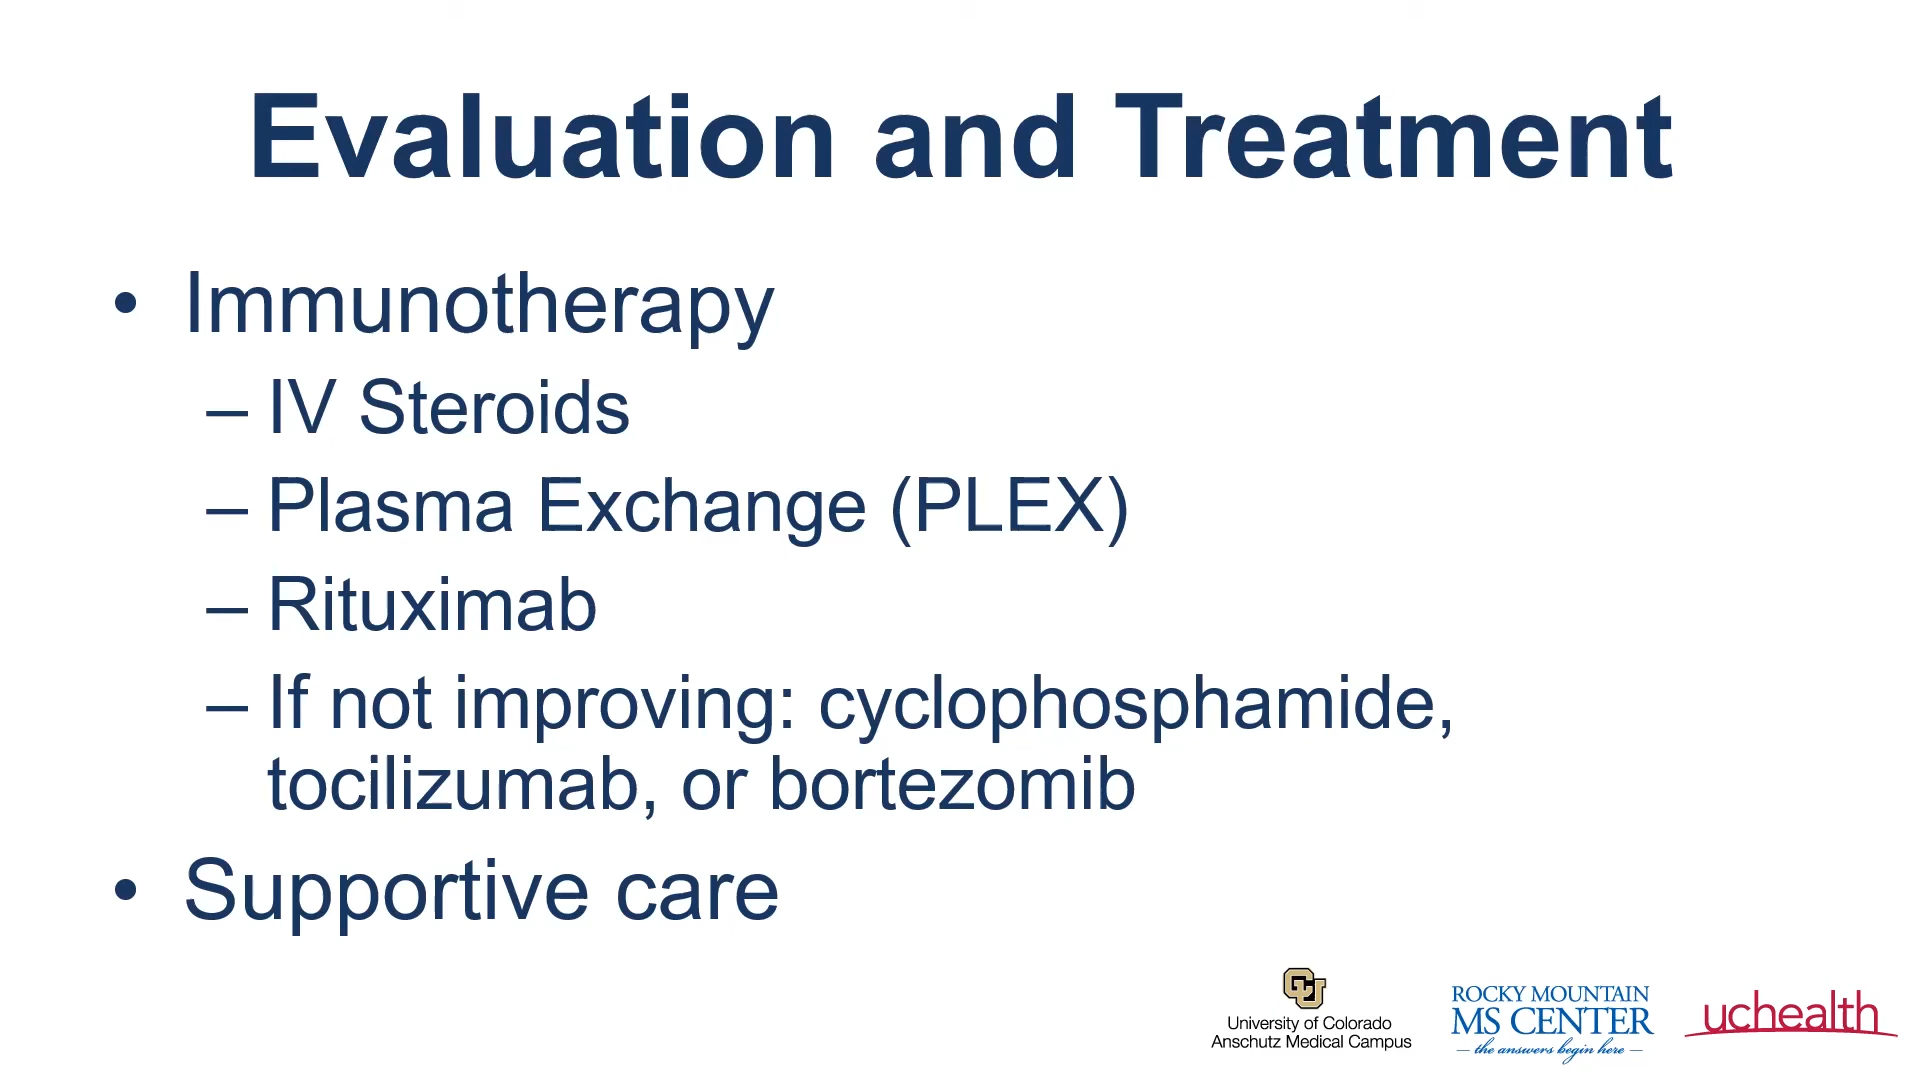 Evaluation and Treatment
• Immunotherapy
– IV Steroids
– Plasma Exchange (PLEX)
– Rituximab
– If not improving: cyclophosphamide,
tocilizumab, or bortezomib
• Supportive care
CU
University of Colorado
Anschutz Medical Campus
ROCKY MOUNTAIN
MS CENTER
— the answers begin here —
uchealth